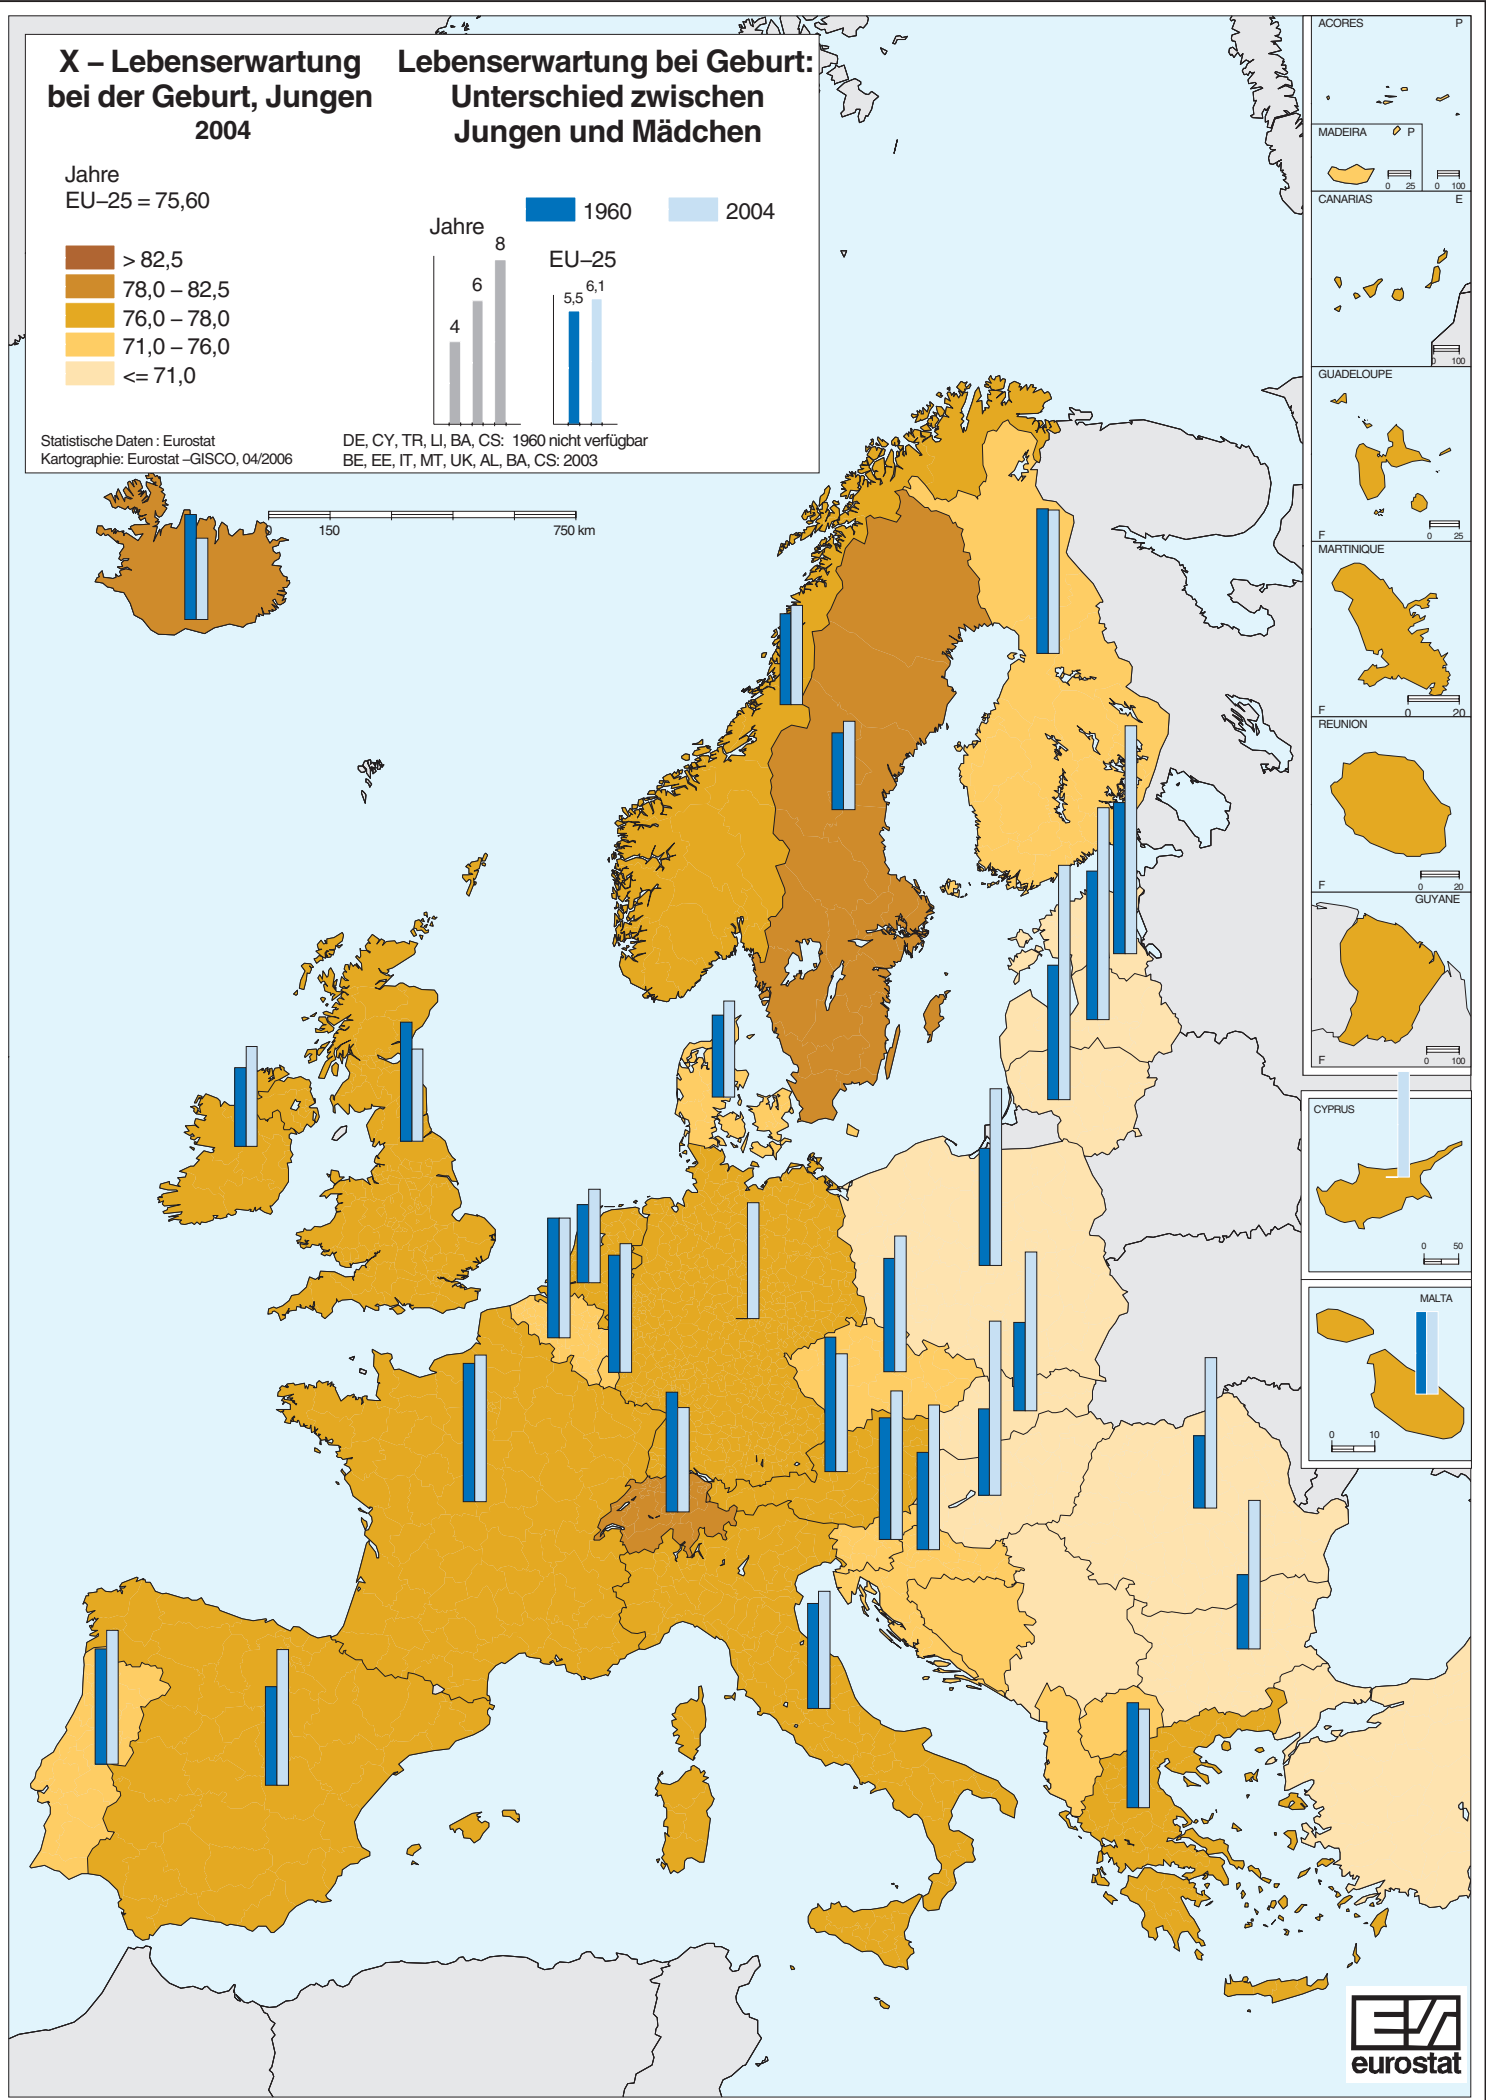 X – Lebenserwartung
bei der Geburt, Jungen
2004
Jahre
EU–25 = 75,60
> 82,5
78,0 – 82,5
76,0 – 78,0
71,0 – 76,0
<= 71,0
Statistische Daten : Eurostat
Kartographie: Eurostat –GISCO, 04/2006
Lebenserwartung bei Geburt:
Unterschied zwischen
Jungen und Mädchen
1960
2004
Jahre
4
6
8
EU–25
5,5
6,1
DE, CY, TR, LI, BA, CS: 1960 nicht verfügbar
BE, EE, IT, MT, UK, AL, BA, CS: 2003
0 150 750 km
ACORES P
MADEIRA P
0 25 0 100
CANARIAS E
0 100
GUADELOUPE
F 0 25
MARTINIQUE
F 0 20
REUNION
F 0 20
GUYANE
F 0 100
CYPRUS
0 50
MALTA
0 10
eurostat